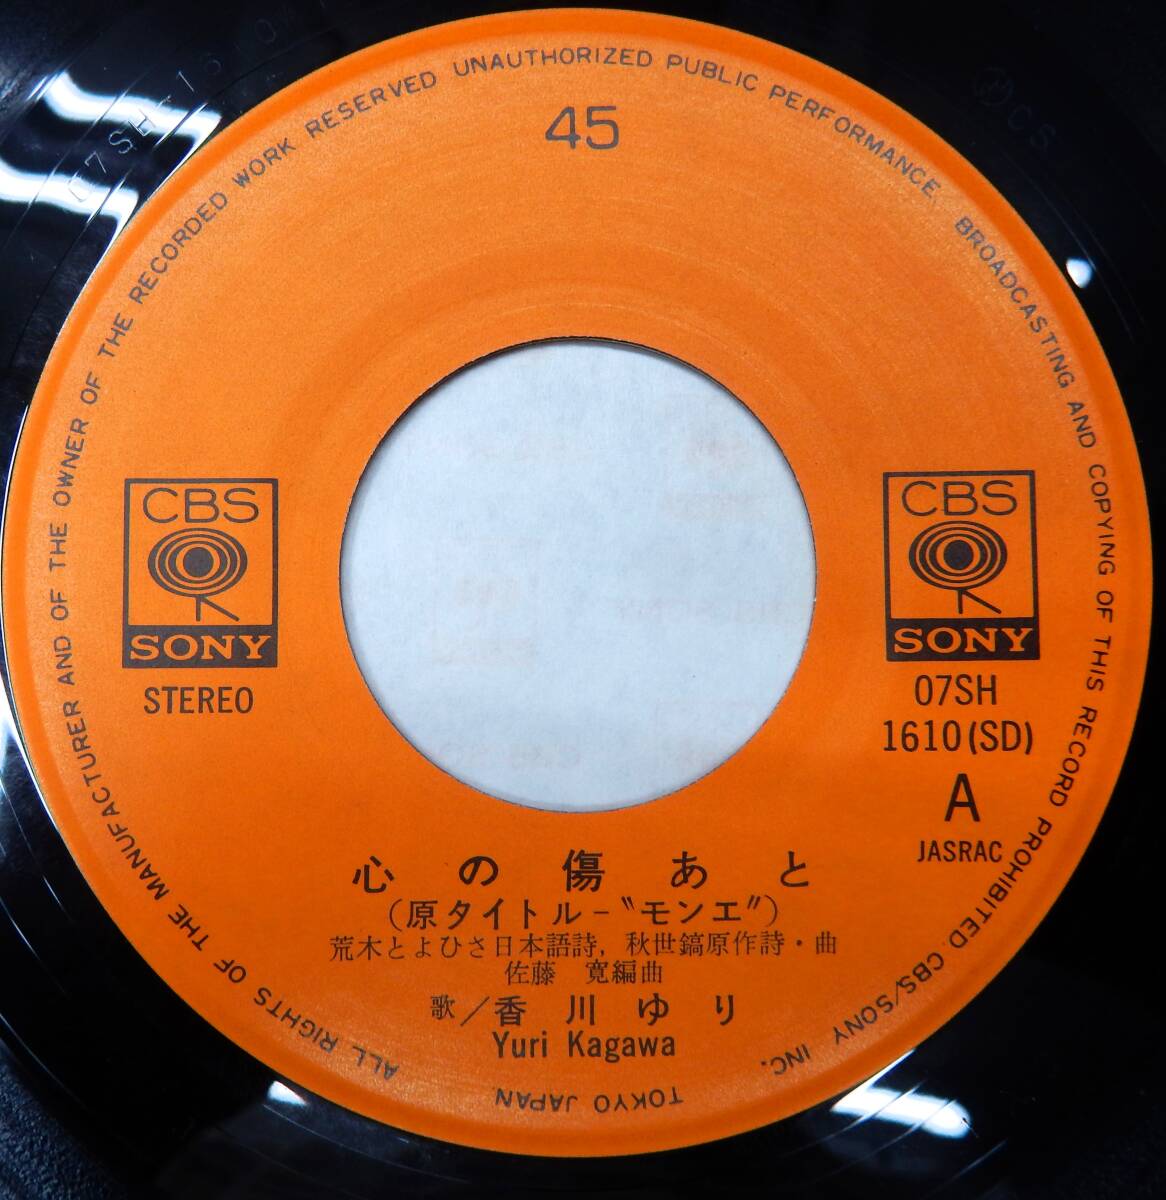 ALL RIGHTS OF THE MANUFACTURER AND OF THE OWNER OF THE RECORDED WORK RESERVED UNAUTHORIZED PUBLIC PERFORMANCE, BROADCASTING AND COPYING OF THIS RECORD PROHIBITED. CBS/SONY INC.
TOKYO JAPAN
45
CBS
SONY
STEREO
CBS
SONY
07SH
1610(SD)
A
JASRAC
心の傷あと
(原タイトル-〝モンエ〟)
荒木とよひさ日本語詩, 秋世鎬原作詩・曲
佐藤 寛編曲
歌/香川ゆり
Yuri Kagawa